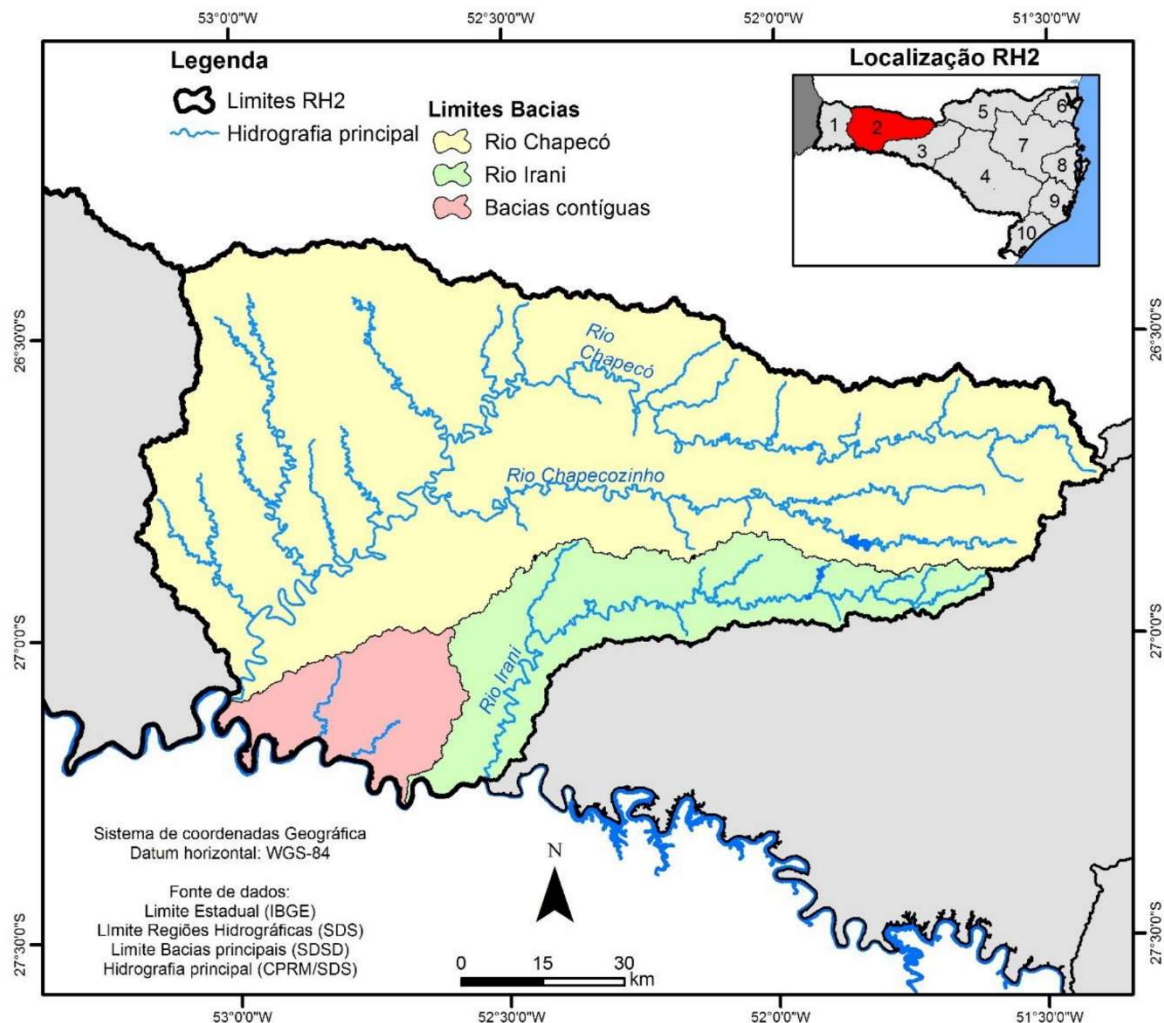 53°0'0"W
52°30'0"W
52°0'0"W
51°30'0"W
Legenda
Limites RH2
Hidrografia principal
Limites Bacias
Rio Chapecó
Rio Irani
Bacias contíguas
Localização RH2
1
2
3
4
5
6
7
8
9
10
26°30'0"S
26°30'0"S
Rio
Chapecó
Rio Chapecozinho
27°0'0"S
27°0'0"S
Rio Irani
Sistema de coordenadas Geográfica
Datum horizontal: WGS-84
Fonte de dados:
Limite Estadual (IBGE)
LImite Regiões Hidrográficas (SDS)
Limite Bacias principais (SDSD)
Hidrografia principal (CPRM/SDS)
N
0 15 30
km
27°30'0"S
27°30'0"S
53°0'0"W
52°30'0"W
52°0'0"W
51°30'0"W